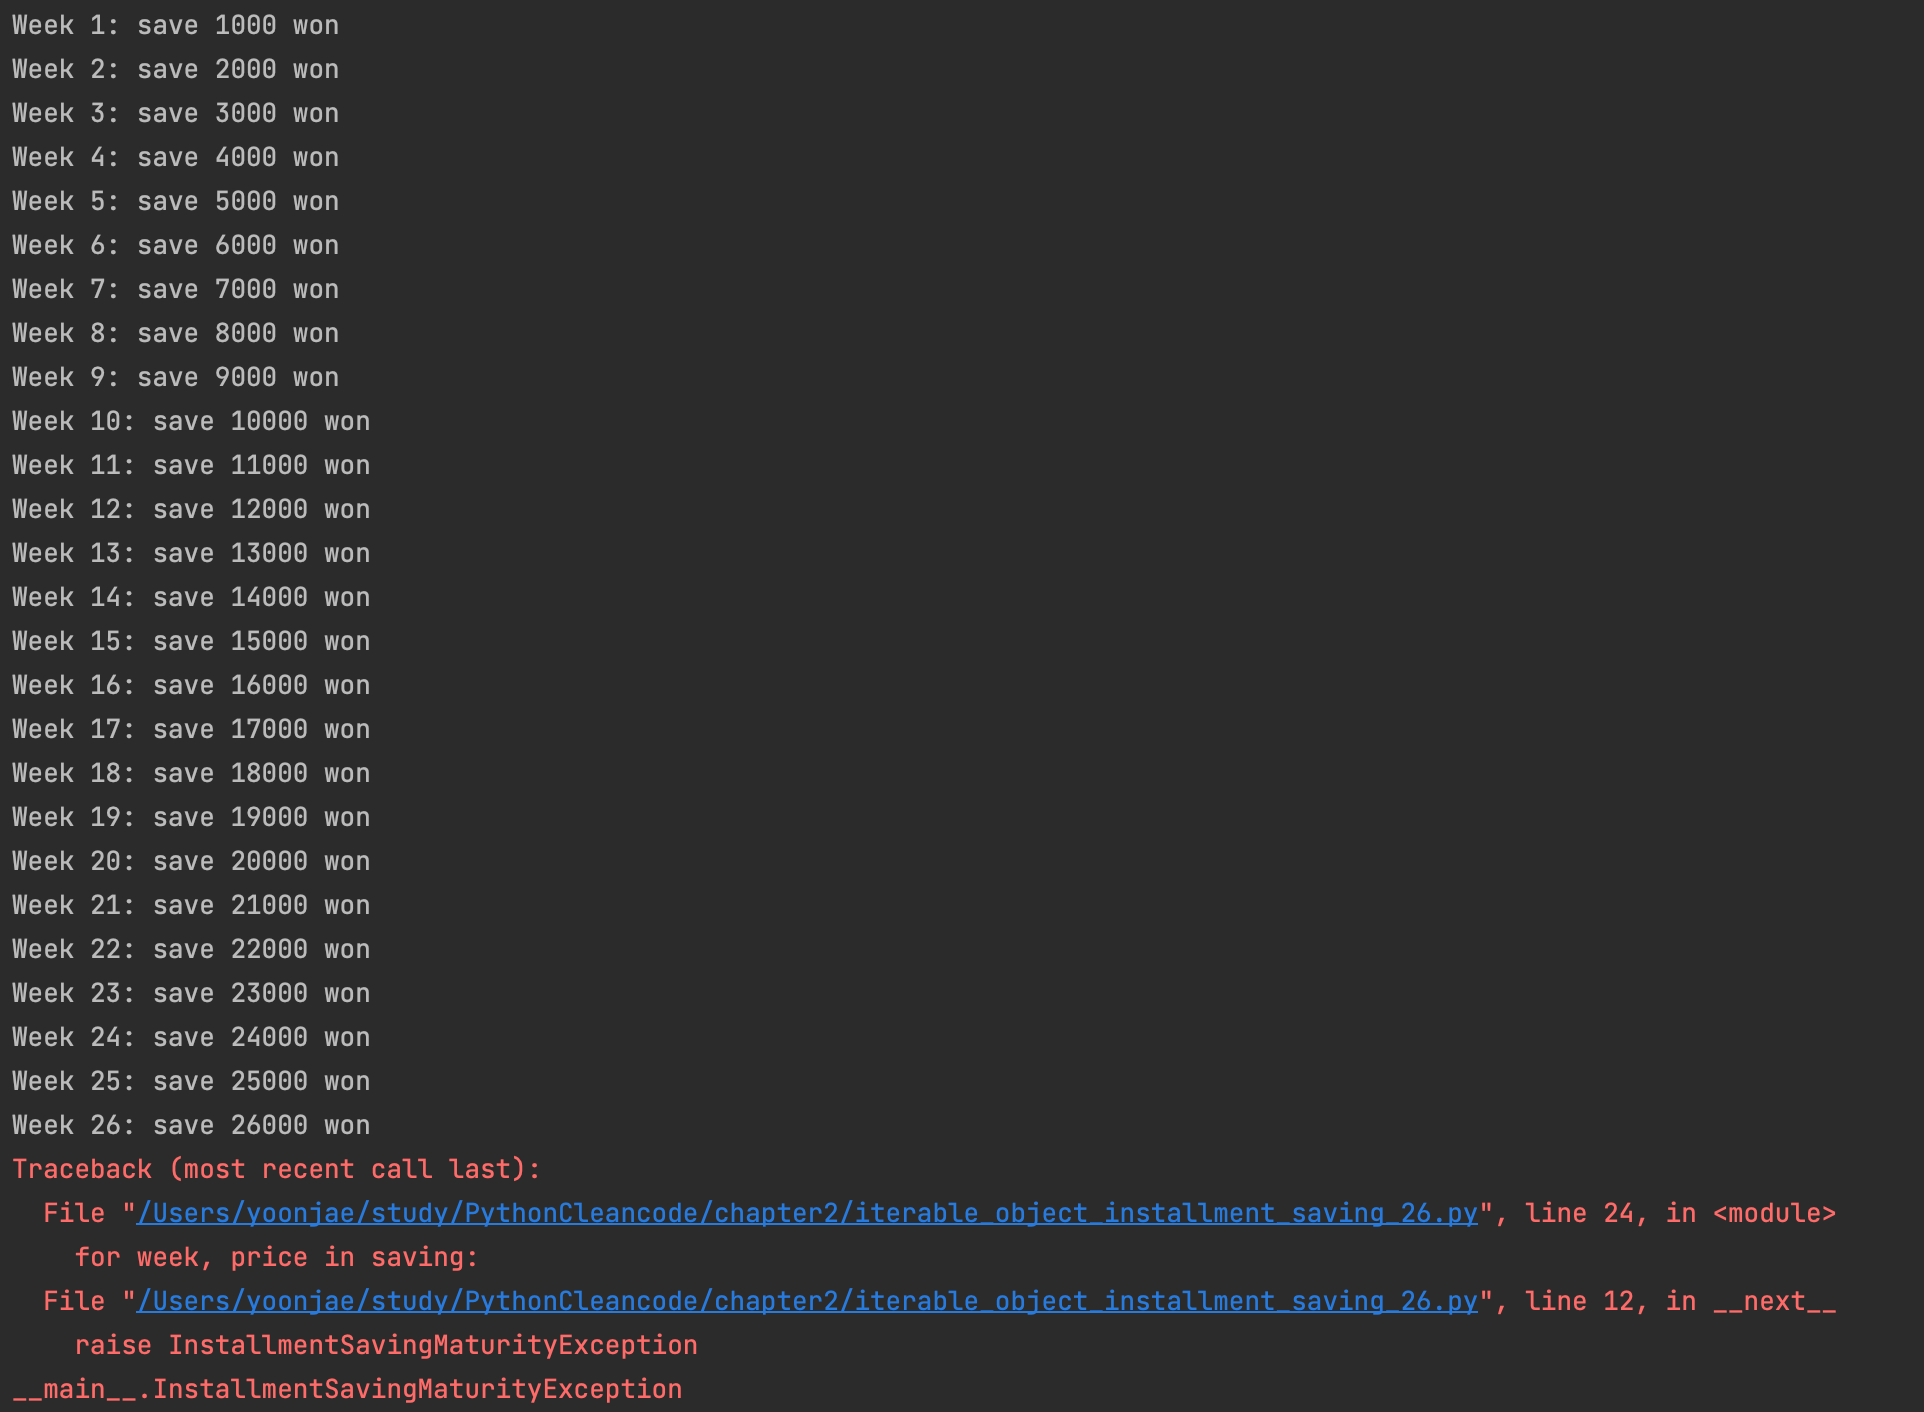 Week 1: save 1000 won
Week 2: save 2000 won
Week 3: save 3000 won
Week 4: save 4000 won
Week 5: save 5000 won
Week 6: save 6000 won
Week 7: save 7000 won
Week 8: save 8000 won
Week 9: save 9000 won
Week 10: save 10000 won
Week 11: save 11000 won
Week 12: save 12000 won
Week 13: save 13000 won
Week 14: save 14000 won
Week 15: save 15000 won
Week 16: save 16000 won
Week 17: save 17000 won
Week 18: save 18000 won
Week 19: save 19000 won
Week 20: save 20000 won
Week 21: save 21000 won
Week 22: save 22000 won
Week 23: save 23000 won
Week 24: save 24000 won
Week 25: save 25000 won
Week 26: save 26000 won
Traceback (most recent call last):
  File "/Users/yoonjae/study/PythonCleancode/chapter2/iterable_object_installment_saving_26.py", line 24, in <module>
    for week, price in saving:
  File "/Users/yoonjae/study/PythonCleancode/chapter2/iterable_object_installment_saving_26.py", line 12, in __next__
    raise InstallmentSavingMaturityException
__main__.InstallmentSavingMaturityException